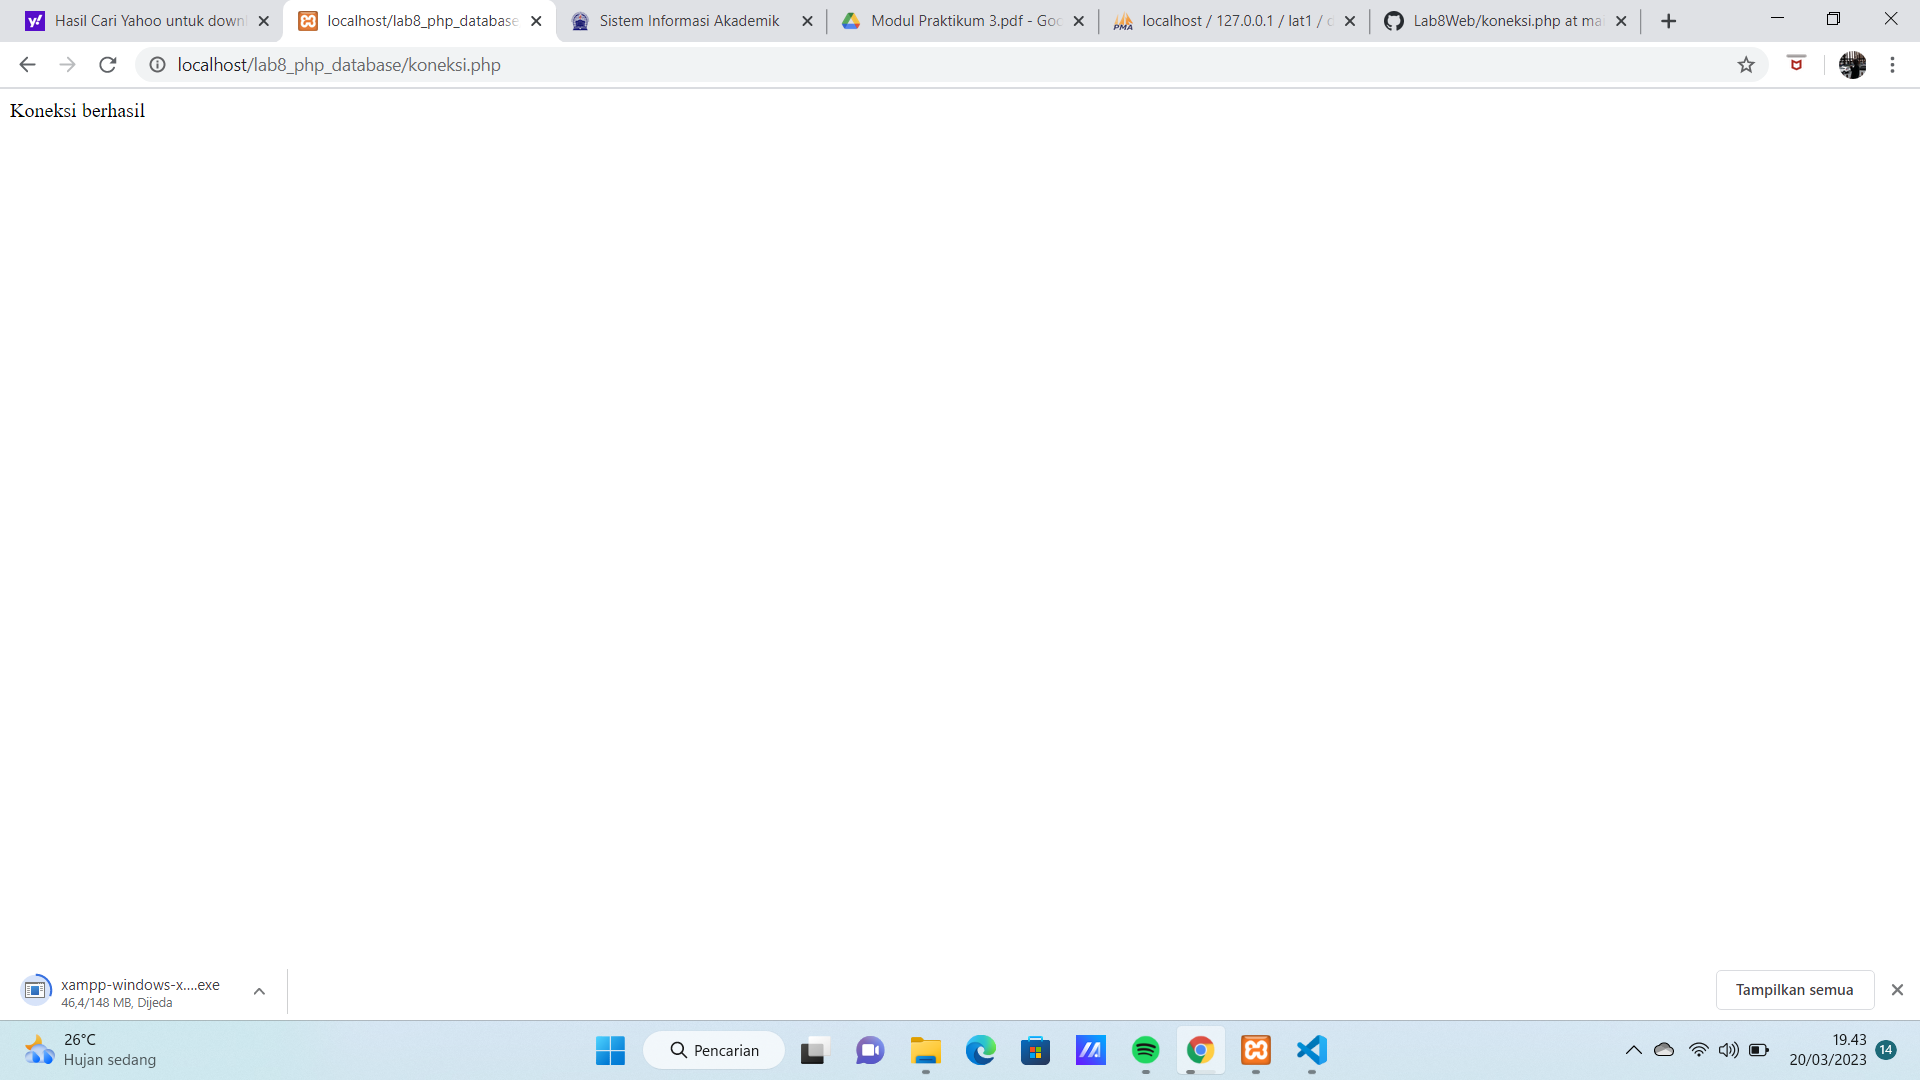 Hasil Cari Yahoo untuk down
localhost/lab8_php_database
Sistem Informasi Akademik
Modul Praktikum 3.pdf - Goo
localhost / 127.0.0.1 / lat1 / d
Lab8Web/koneksi.php at mai
localhost/lab8_php_database/koneksi.php
Koneksi berhasil
xampp-windows-x....exe
46,4/148 MB, Dijeda
Tampilkan semua
26°C
Hujan sedang
Pencarian
19.43
20/03/2023
14